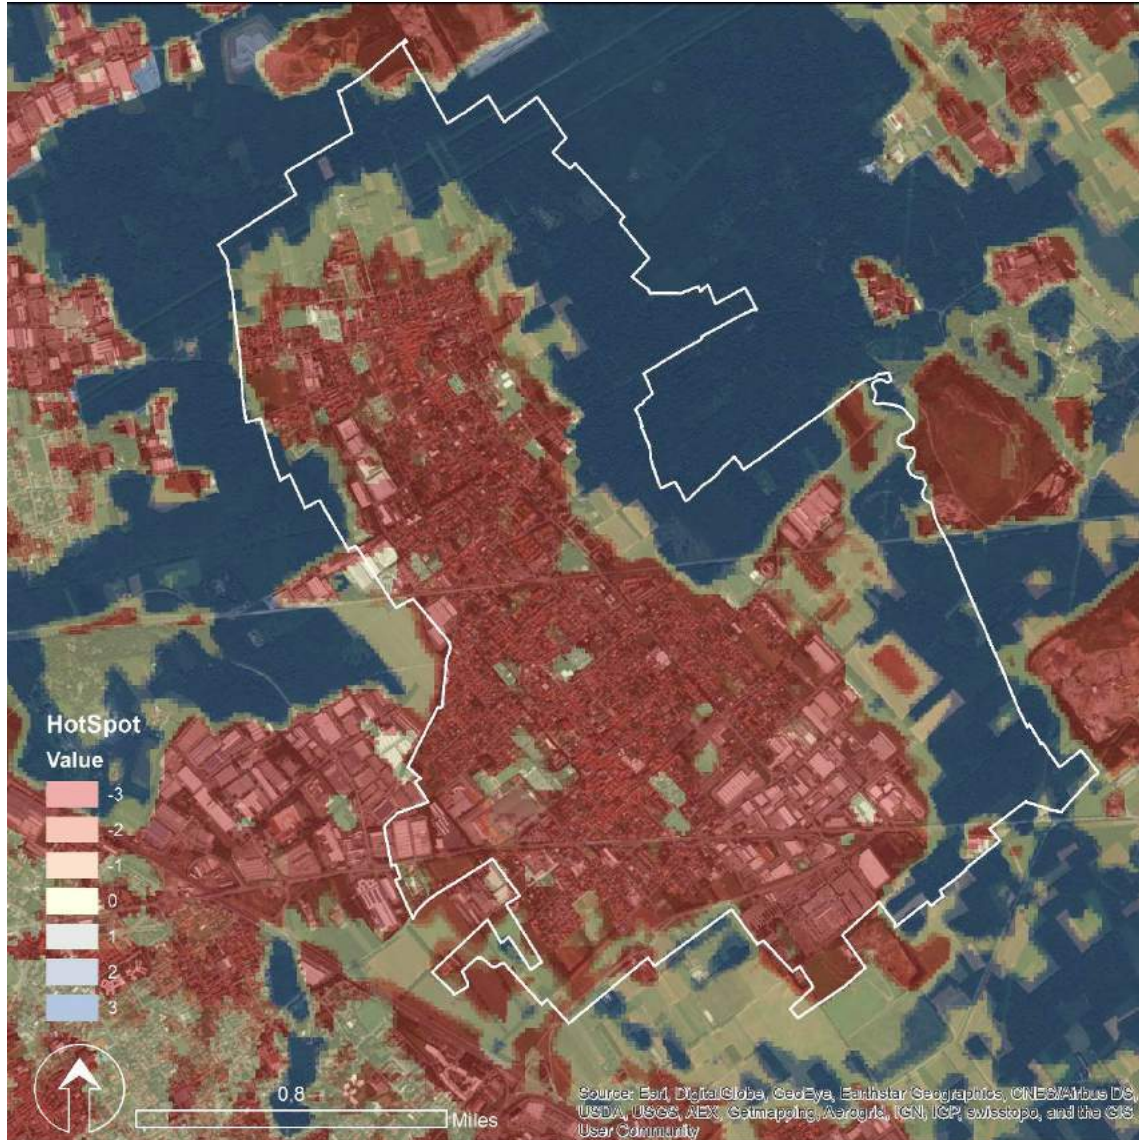 HotSpot
Value
-3
-2
-1
0
1
2
3
0.8
Miles
Source: Esri, DigitalGlobe, GeoEye, Earthstar Geographics, CNES/Airbus DS,
USDA, USGS, AEX, Getmapping, Aerogrid, IGN, IGP, swisstopo, and the GIS
User Community